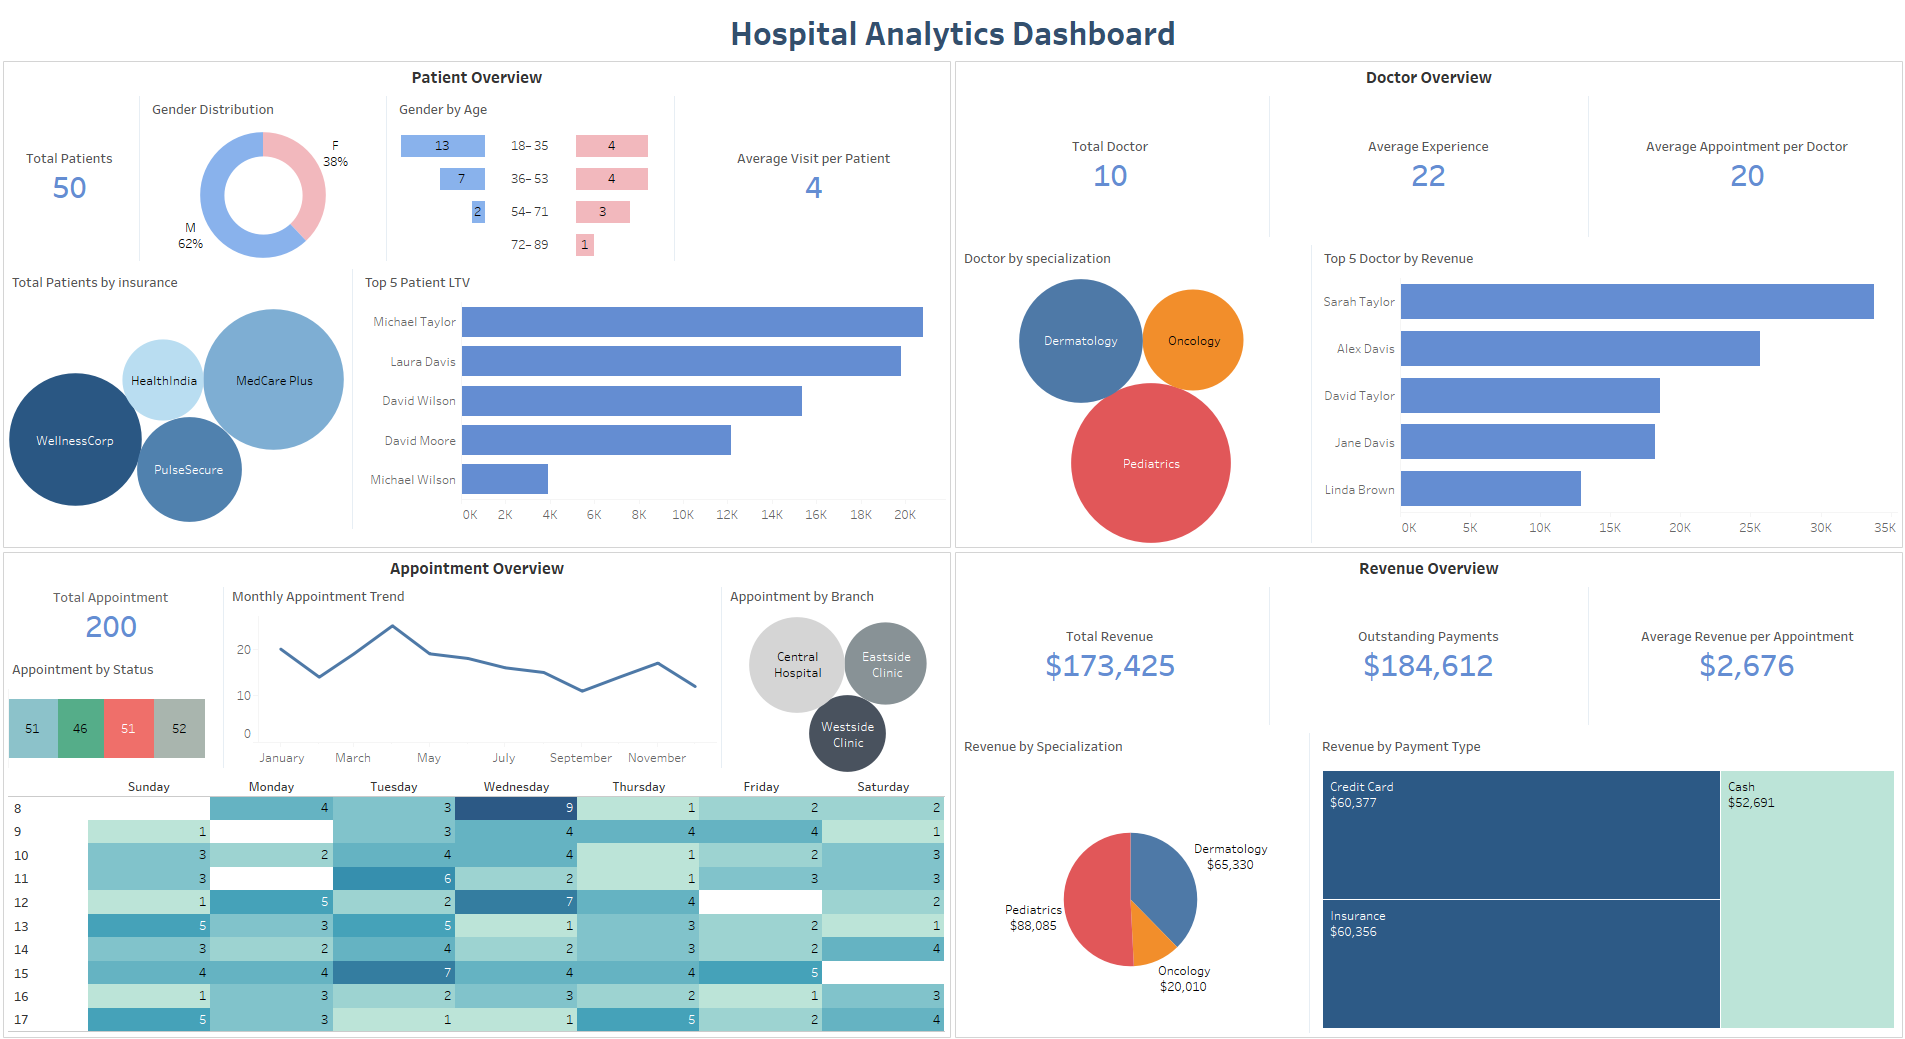 Hospital Analytics Dashboard
Patient Overview
Total Patients
50
Gender Distribution
F
38%
M
62%
Gender by Age
13 18–35 4
7 36–53 4
2 54–71 3
72–89 1
Average Visit per Patient
4
Total Patients by insurance
HealthIndia
MedCare Plus
WellnessCorp
PulseSecure
Top 5 Patient LTV
Michael Taylor
Laura Davis
David Wilson
David Moore
Michael Wilson
0K 2K 4K 6K 8K 10K 12K 14K 16K 18K 20K
Doctor Overview
Total Doctor
10
Average Experience
22
Average Appointment per Doctor
20
Doctor by specialization
Dermatology
Oncology
Pediatrics
Top 5 Doctor by Revenue
Sarah Taylor
Alex Davis
David Taylor
Jane Davis
Linda Brown
0K 5K 10K 15K 20K 25K 30K 35K
Appointment Overview
Total Appointment
200
Appointment by Status
51 46 51 52
Monthly Appointment Trend
20
10
0
January March May July September November
Appointment by Branch
Central
Hospital
Eastside
Clinic
Westside
Clinic
Sunday Monday Tuesday Wednesday Thursday Friday Saturday
8 4 3 9 1 2 2
9 1 3 4 4 4 1
10 3 2 4 4 1 2 3
11 3 6 2 1 3 3
12 1 5 2 7 4 2
13 5 3 5 1 3 2 1
14 3 2 4 2 3 2 4
15 4 4 7 4 4 5
16 1 3 2 3 2 1 3
17 5 3 1 1 5 2 4
Revenue Overview
Total Revenue
$173,425
Outstanding Payments
$184,612
Average Revenue per Appointment
$2,676
Revenue by Specialization
Dermatology
$65,330
Pediatrics
$88,085
Oncology
$20,010
Revenue by Payment Type
Credit Card
$60,377
Cash
$52,691
Insurance
$60,356